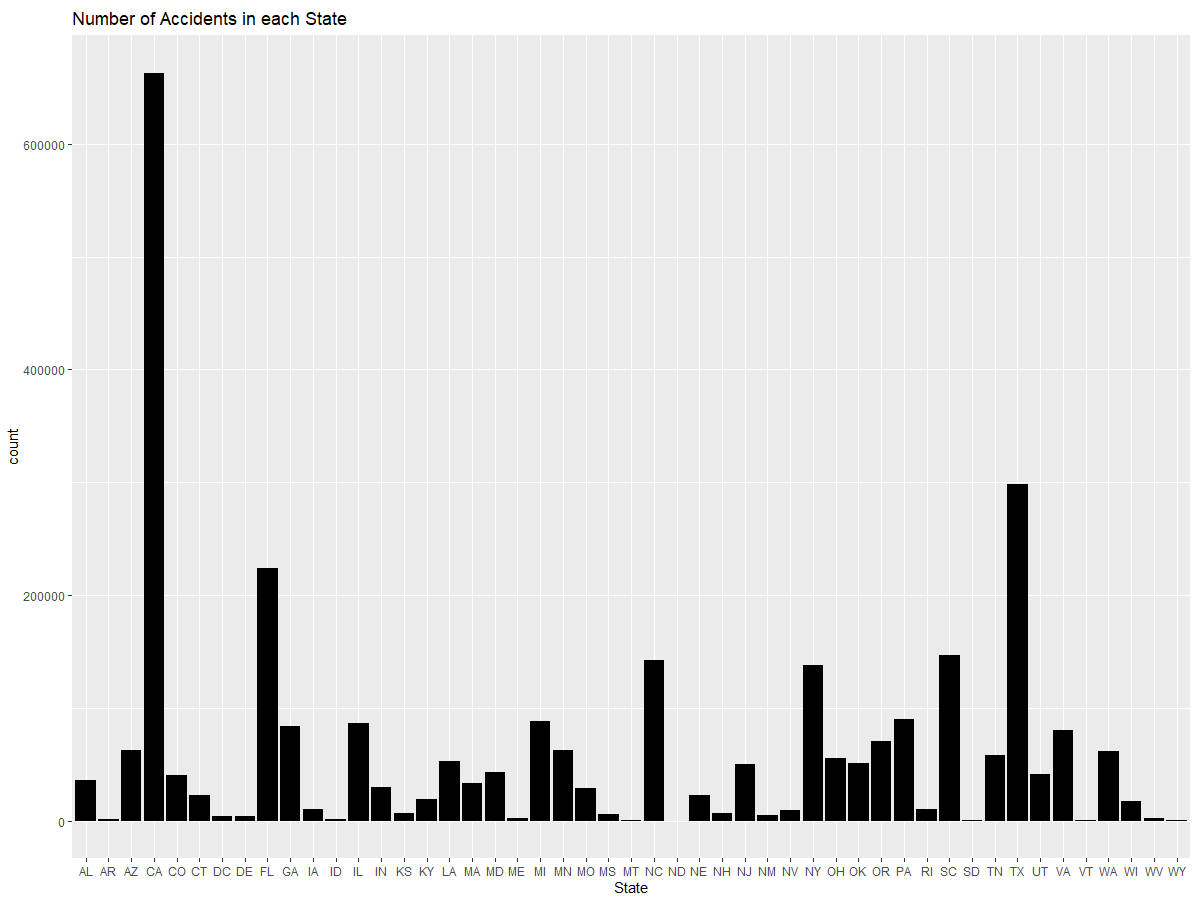 Number of Accidents in each State
600000
400000
200000
0
count
AL AR AZ CA CO CT DC DE FL GA IA ID IL IN KS KY LA MA MD ME MI MN MO MS MT NC ND NE NH NJ NM NV NY OH OK OR PA RI SC SD TN TX UT VA VT WA WI WV WY
State